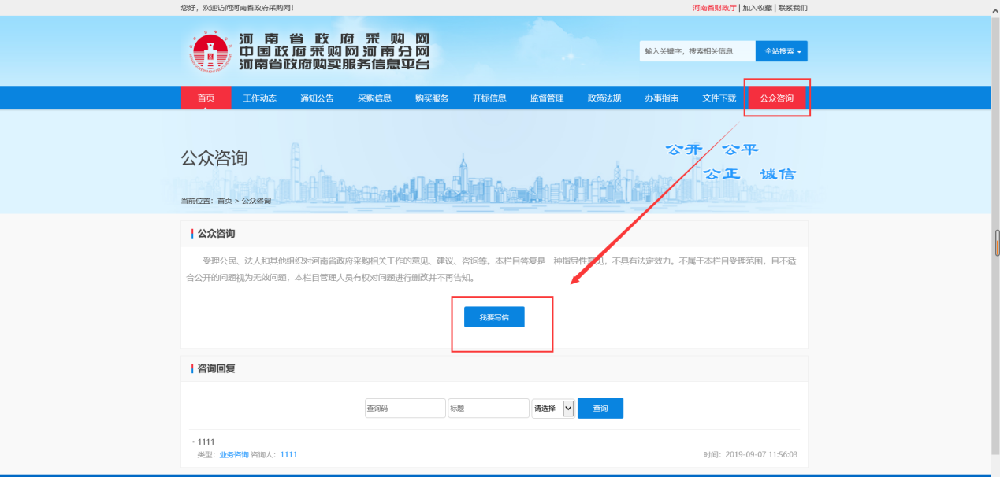 您好，欢迎访问河南省政府采购网！
河南省财政厅 | 加入收藏 | 联系我们
河南省政府采购网
中国政府采购网河南分网
河南省政府购买服务信息平台
输入关键字，搜索相关信息 全站搜索
首页 工作动态 通知公告 采购信息 购买服务 开标信息 监督管理 政策法规 办事指南 文件下载 公众咨询
公开 公平
公众咨询
公正 诚信
当前位置：首页 > 公众咨询
公众咨询
受理公民、法人和其他组织对河南省政府采购相关工作的意见、建议、咨询等。本栏目答复是一种指导性意见，不具有法定效力。不属于本栏目受理范围，且不适
合公开的问题视为无效问题，本栏目管理人员有权对问题进行删改并不再告知。
我要写信
咨询回复
查询码 标题 请选择 查询
1111
类型：业务咨询 咨询人：1111 时间：2019-09-07 11:56:03